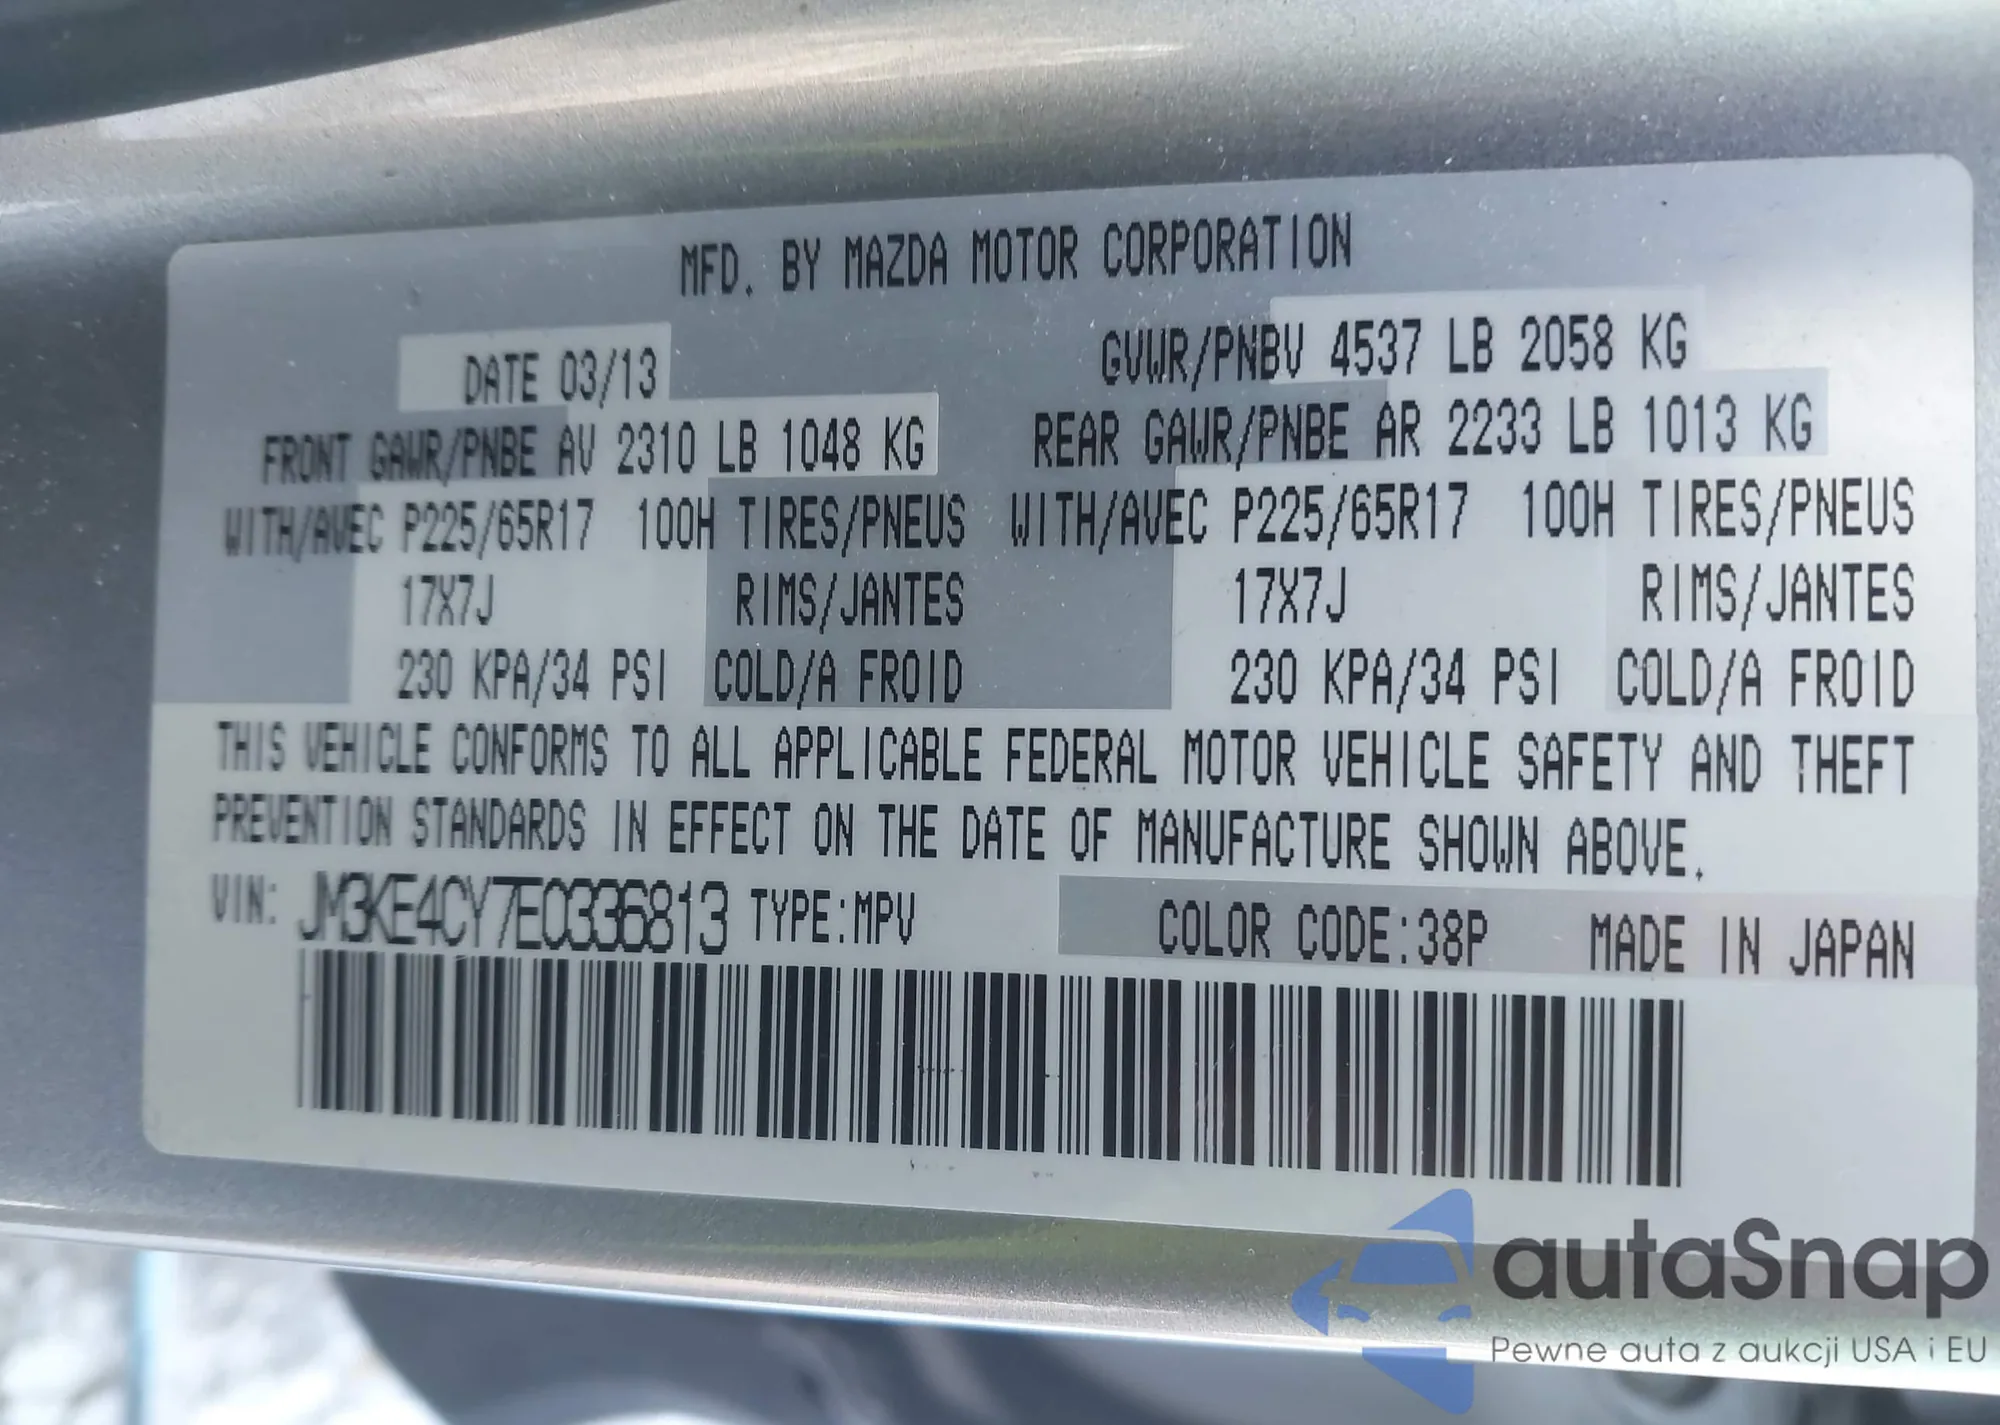 MFD. BY MAZDA MOTOR CORPORATION
DATE 03/13 GVWR/PNBV 4537 LB 2058 KG
FRONT GAWR/PNBE AV 2310 LB 1048 KG REAR GAWR/PNBE AR 2233 LB 1013 KG
WITH/AVEC P225/65R17 100H TIRES/PNEUS WITH/AVEC P225/65R17 100H TIRES/PNEUS
17X7J RIMS/JANTES 17X7J RIMS/JANTES
230 KPA/34 PSI COLD/A FROID 230 KPA/34 PSI COLD/A FROID
THIS VEHICLE CONFORMS TO ALL APPLICABLE FEDERAL MOTOR VEHICLE SAFETY AND THEFT
PREVENTION STANDARDS IN EFFECT ON THE DATE OF MANUFACTURE SHOWN ABOVE.
VIN: JM3KE4CY7E0336813 TYPE:MPV COLOR CODE:38P MADE IN JAPAN
autaSnap
Pewne auta z aukcji USA i EU